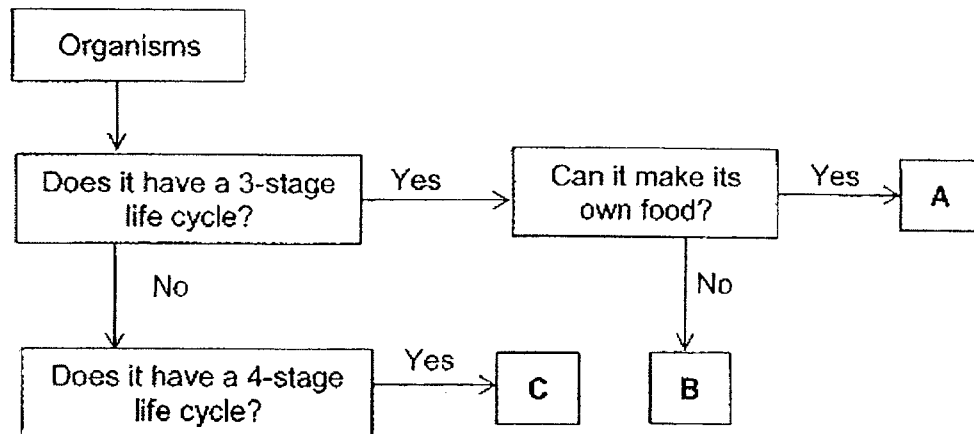 Organisms
Does it have a 3-stage
life cycle?
Yes
Can it make its
own food?
Yes
A
No
No
Does it have a 4-stage
life cycle?
Yes
C
B